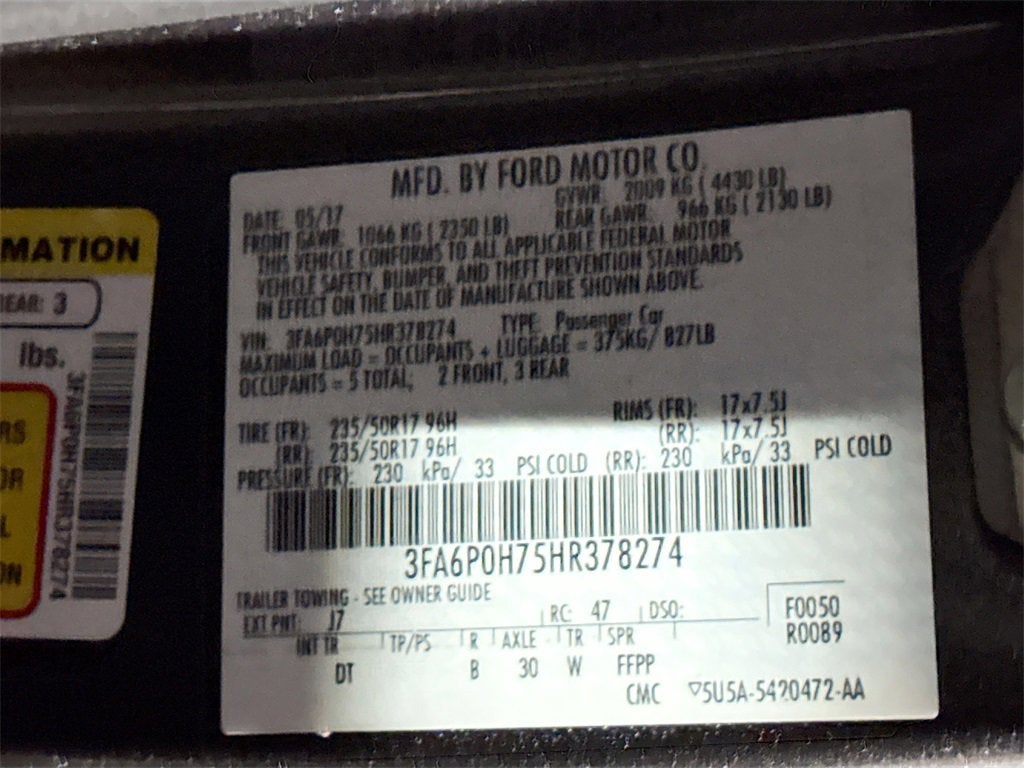 MFD. BY FORD MOTOR CO.
DATE: 05/17 GVWR: 2009 KG ( 4430 LB)
FRONT GAWR: 1066 KG ( 2350 LB) REAR GAWR: 966 KG ( 2130 LB)
THIS VEHICLE CONFORMS TO ALL APPLICABLE FEDERAL MOTOR
VEHICLE SAFETY, BUMPER, AND THEFT PREVENTION STANDARDS
IN EFFECT ON THE DATE OF MANUFACTURE SHOWN ABOVE.
VIN: 3FA6P0H75HR378274 TYPE: Passenger Car
MAXIMUM LOAD = OCCUPANTS + LUGGAGE = 375KG/ 827LB
OCCUPANTS = 5 TOTAL, 2 FRONT, 3 REAR
TIRE (FR): 235/50R17 96H RIMS (FR): 17x7.5J
(RR): 235/50R17 96H (RR): 17x7.5J
PRESSURE (FR): 230 kPa/ 33 PSI COLD (RR): 230 kPa/ 33 PSI COLD
3FA6P0H75HR378274
TRAILER TOWING - SEE OWNER GUIDE
EXT PNT: J7 RC: 47 DSO: F0050
R0089
INT TR TP/PS R AXLE TR SPR
DT B 30 W FFPP
CMC ▽5U5A-5420472-AA
MATION
REAR: 3
lbs.
3FA6P0H75HR378274
RS
OR
L
ON